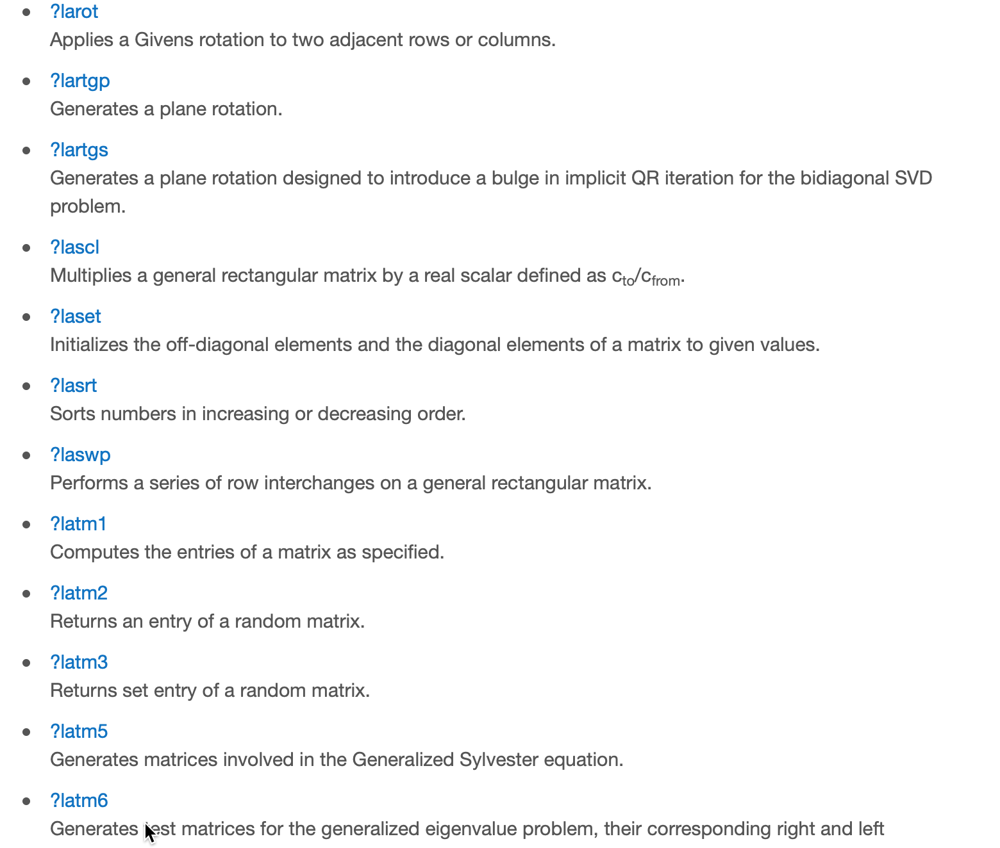 ?larot
Applies a Givens rotation to two adjacent rows or columns.
?lartgp
Generates a plane rotation.
?lartgs
Generates a plane rotation designed to introduce a bulge in implicit QR iteration for the bidiagonal SVD
problem.
?lascl
Multiplies a general rectangular matrix by a real scalar defined as cto/cfrom.
?laset
Initializes the off-diagonal elements and the diagonal elements of a matrix to given values.
?lasrt
Sorts numbers in increasing or decreasing order.
?laswp
Performs a series of row interchanges on a general rectangular matrix.
?latm1
Computes the entries of a matrix as specified.
?latm2
Returns an entry of a random matrix.
?latm3
Returns set entry of a random matrix.
?latm5
Generates matrices involved in the Generalized Sylvester equation.
?latm6
Generates test matrices for the generalized eigenvalue problem, their corresponding right and left